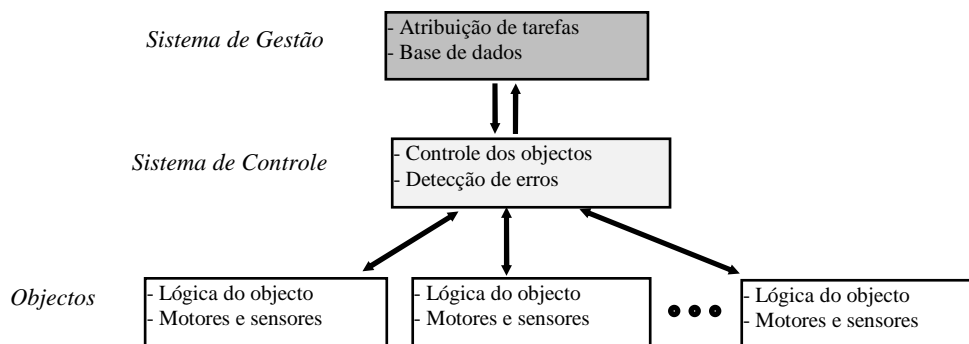 Sistema de Gestão
- Atribuição de tarefas
- Base de dados
Sistema de Controle
- Controle dos objectos
- Detecção de erros
Objectos
- Lógica do objecto
- Motores e sensores
- Lógica do objecto
- Motores e sensores
- Lógica do objecto
- Motores e sensores